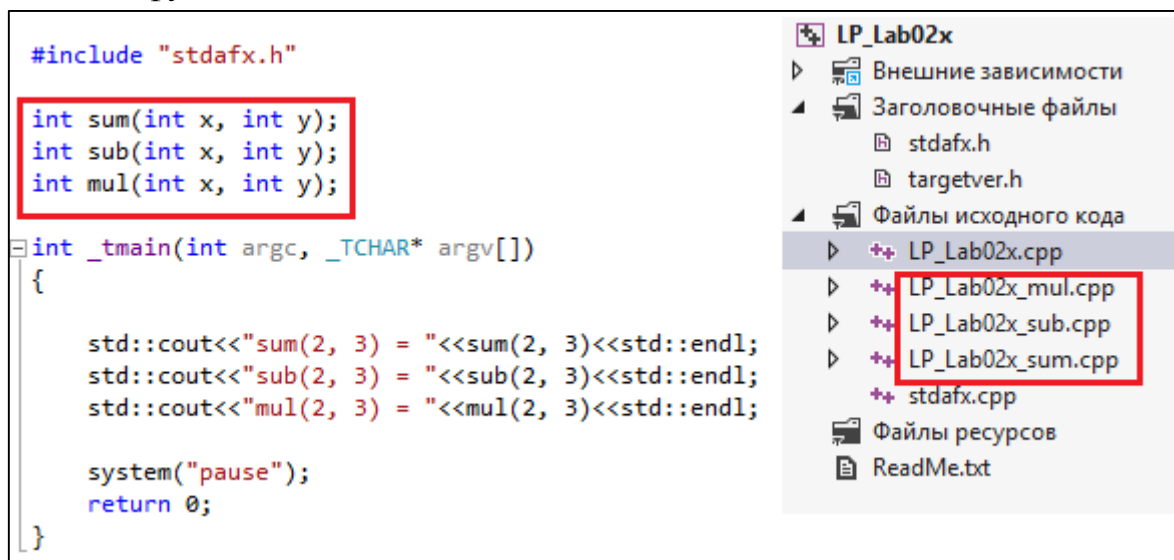 #include "stdafx.h"
int sum(int x, int y);
int sub(int x, int y);
int mul(int x, int y);
int _tmain(int argc, _TCHAR* argv[])
{
std::cout<<"sum(2, 3) = "<<sum(2, 3)<<std::endl;
std::cout<<"sub(2, 3) = "<<sub(2, 3)<<std::endl;
std::cout<<"mul(2, 3) = "<<mul(2, 3)<<std::endl;
system("pause");
return 0;
}
LP_Lab02x
Внешние зависимости
Заголовочные файлы
stdafx.h
targetver.h
Файлы исходного кода
LP_Lab02x.cpp
LP_Lab02x_mul.cpp
LP_Lab02x_sub.cpp
LP_Lab02x_sum.cpp
stdafx.cpp
Файлы ресурсов
ReadMe.txt